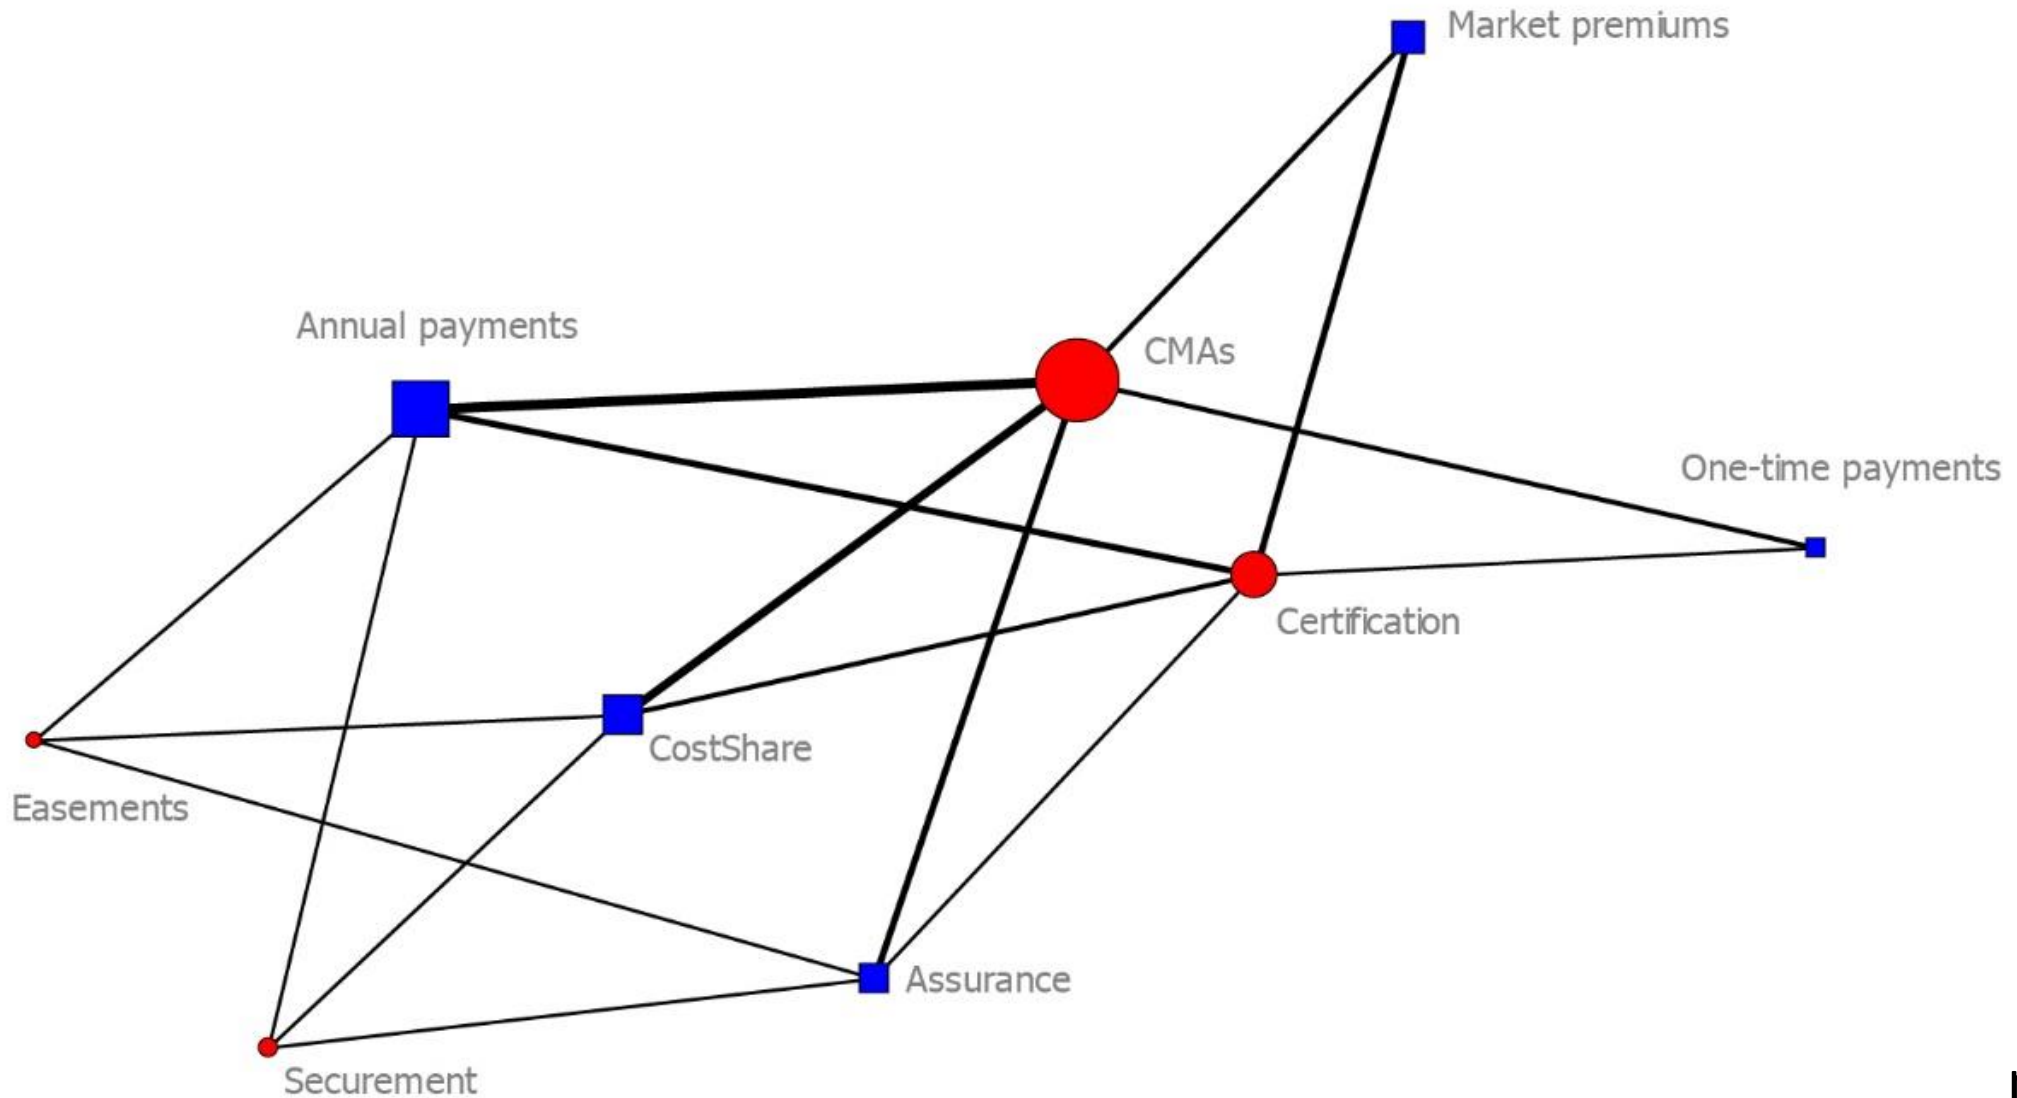 Market premiums
Annual payments
CMAs
One-time payments
Certification
CostShare
Easements
Assurance
Securement